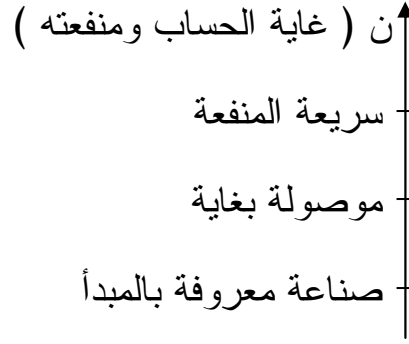 ن ( غاية الحساب ومنفعته )
سريعة المنفعة
موصولة بغاية
صناعة معروفة بالمبدأ